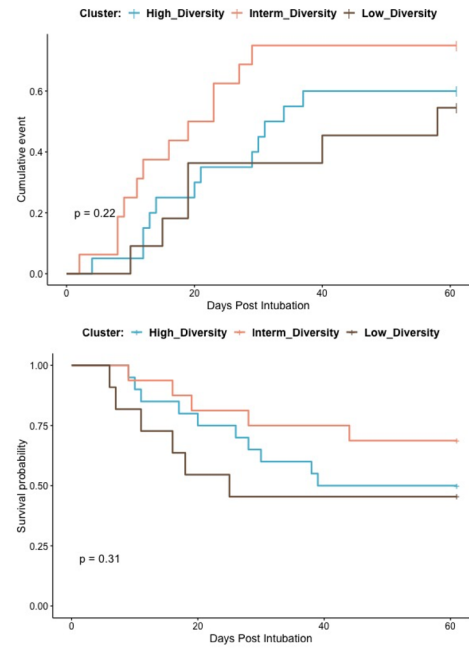 Cluster: High_Diversity Interm_Diversity Low_Diversity
Cumulative event
0.6
0.4
0.2
0.0
p = 0.22
0 20 40 60
Days Post Intubation
Cluster: High_Diversity Interm_Diversity Low_Diversity
Survival probability
1.00
0.75
0.50
0.25
0.00
p = 0.31
0 20 40 60
Days Post Intubation